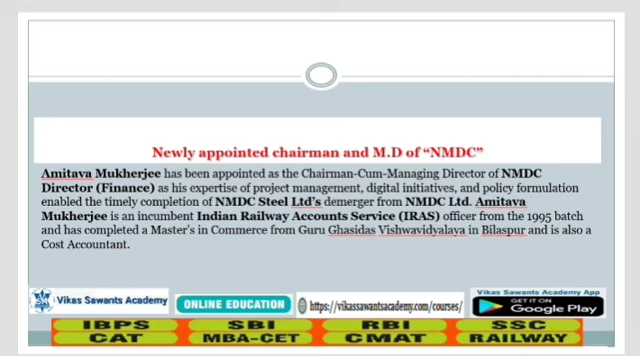 Newly appointed chairman and M.D of “NMDC”
Amitava Mukherjee has been appointed as the Chairman-Cum-Managing Director of NMDC
Director (Finance) as his expertise of project management, digital initiatives, and policy formulation
enabled the timely completion of NMDC Steel Ltd’s demerger from NMDC Ltd. Amitava
Mukherjee is an incumbent Indian Railway Accounts Service (IRAS) officer from the 1995 batch
and has completed a Master’s in Commerce from Guru Ghasidas Vishwavidyalaya in Bilaspur and is also a
Cost Accountant.
Vikas Sawants Academy
ONLINE EDUCATION
https://vikassawantsacademy.com/courses/
Vikas Sawants Academy App
GET IT ON
Google Play
IBPS SBI RBI SSC
CAT MBA-CET CMAT RAILWAY